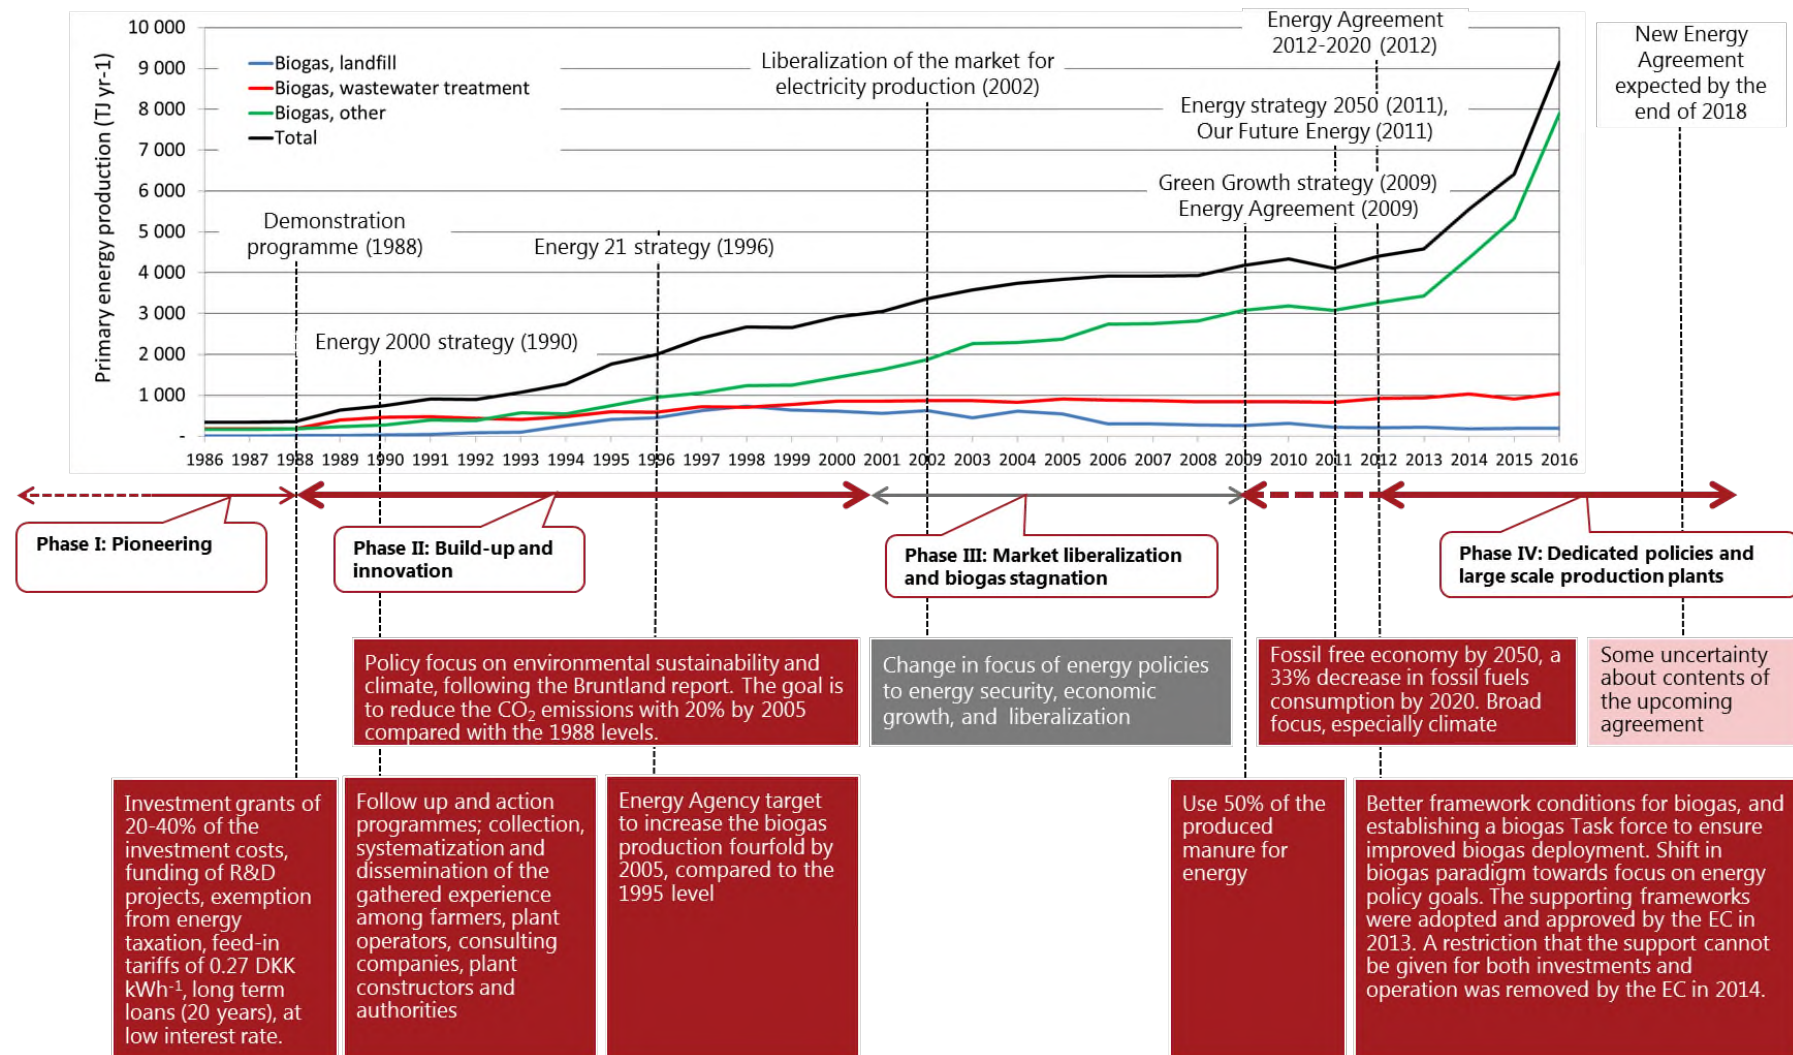 Primary energy production (TJ yr-1)
10 000
9 000
8 000
7 000
6 000
5 000
4 000
3 000
2 000
1 000
-
Biogas, landfill
Biogas, wastewater treatment
Biogas, other
Total
Demonstration
programme (1988)
Energy 2000 strategy (1990)
Energy 21 strategy (1996)
Liberalization of the market for
electricity production (2002)
Energy Agreement
2012-2020 (2012)
Energy strategy 2050 (2011),
Our Future Energy (2011)
Green Growth strategy (2009)
Energy Agreement (2009)
New Energy
Agreement
expected by the
end of 2018
1986 1987 1988 1989 1990 1991 1992 1993 1994 1995 1996 1997 1998 1999 2000 2001 2002 2003 2004 2005 2006 2007 2008 2009 2010 2011 2012 2013 2014 2015 2016
Phase I: Pioneering
Phase II: Build-up and
innovation
Phase III: Market liberalization
and biogas stagnation
Phase IV: Dedicated policies and
large scale production plants
Policy focus on environmental sustainability and
climate, following the Bruntland report. The goal is
to reduce the CO2 emissions with 20% by 2005
compared with the 1988 levels.
Change in focus of energy policies
to energy security, economic
growth, and liberalization
Fossil free economy by 2050, a
33% decrease in fossil fuels
consumption by 2020. Broad
focus, especially climate
Some uncertainty
about contents of
the upcoming
agreement
Investment grants of
20-40% of the
investment costs,
funding of R&D
projects, exemption
from energy
taxation, feed-in
tariffs of 0.27 DKK
kWh-1, long term
loans (20 years), at
low interest rate.
Follow up and action
programmes; collection,
systematization and
dissemination of the
gathered experience
among farmers, plant
operators, consulting
companies, plant
constructors and
authorities
Energy Agency target
to increase the biogas
production fourfold by
2005, compared to the
1995 level
Use 50% of the
produced
manure for
energy
Better framework conditions for biogas, and
establishing a biogas Task force to ensure
improved biogas deployment. Shift in
biogas paradigm towards focus on energy
policy goals. The supporting frameworks
were adopted and approved by the EC in
2013. A restriction that the support cannot
be given for both investments and
operation was removed by the EC in 2014.